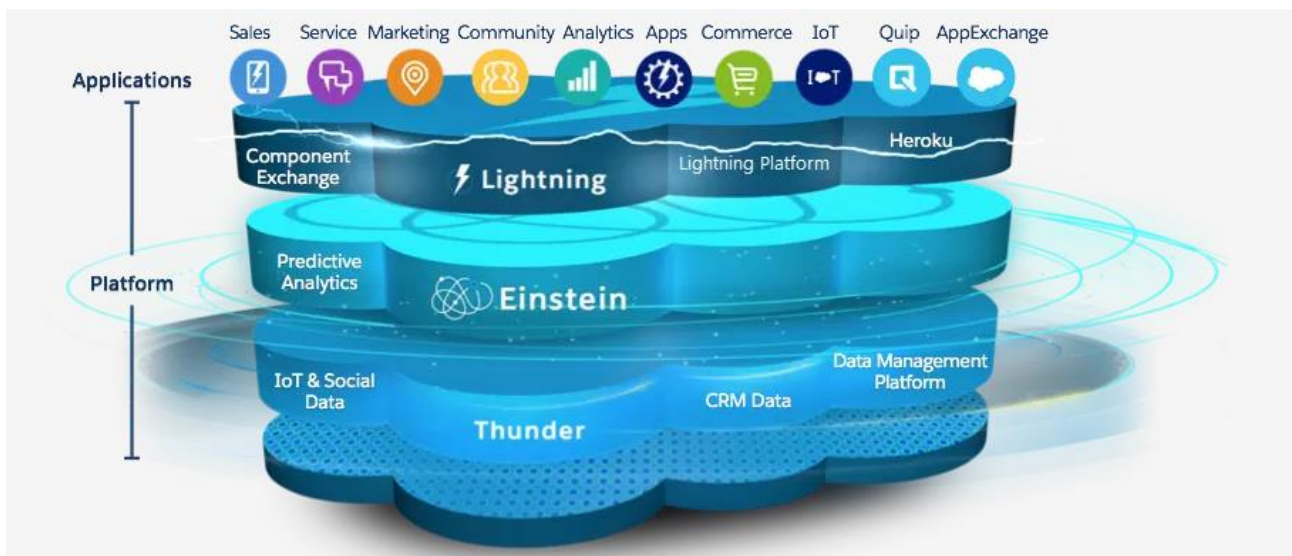 Sales Service Marketing Community Analytics Apps Commerce IoT Quip AppExchange
Applications
I T
Component
Exchange
Lightning
Lightning Platform
Heroku
Platform
Predictive
Analytics
Einstein
IoT & Social
Data
Thunder
CRM Data
Data Management
Platform